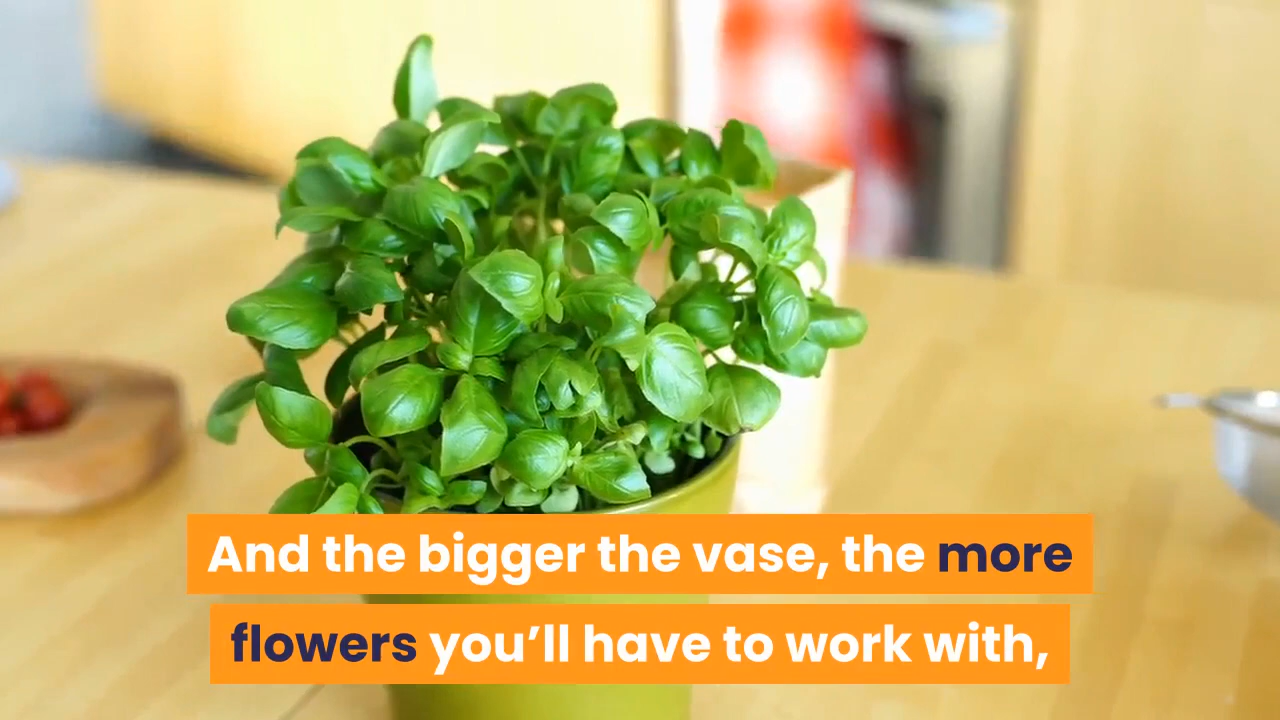 And the bigger the vase, the more
flowers you’ll have to work with,